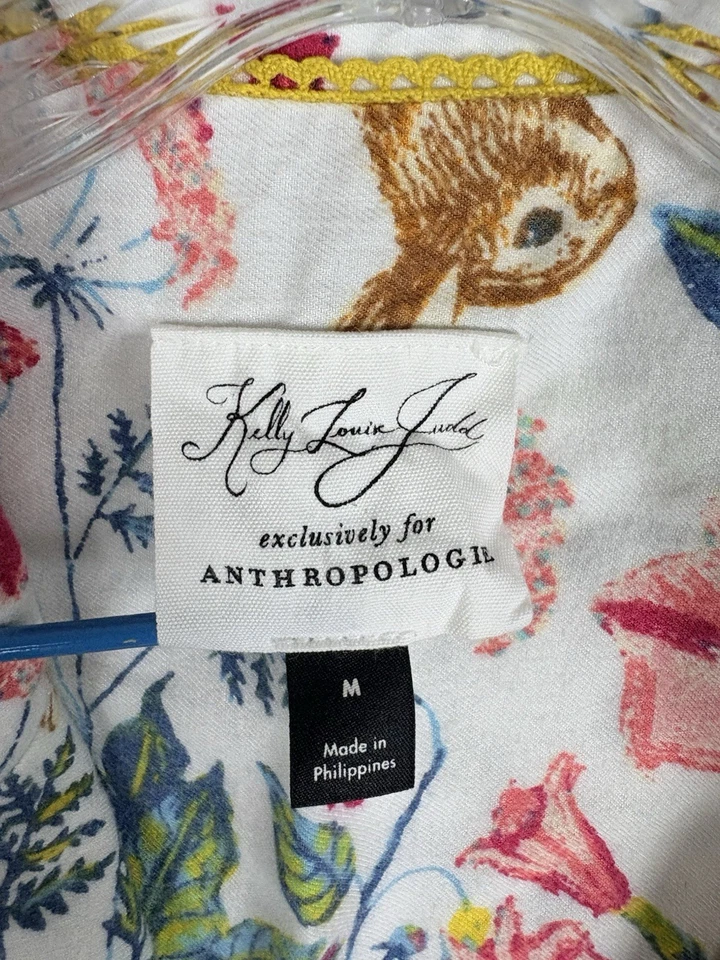 Kelly Louise Judd
exclusively for
ANTHROPOLOGIE
M
Made in
Philippines